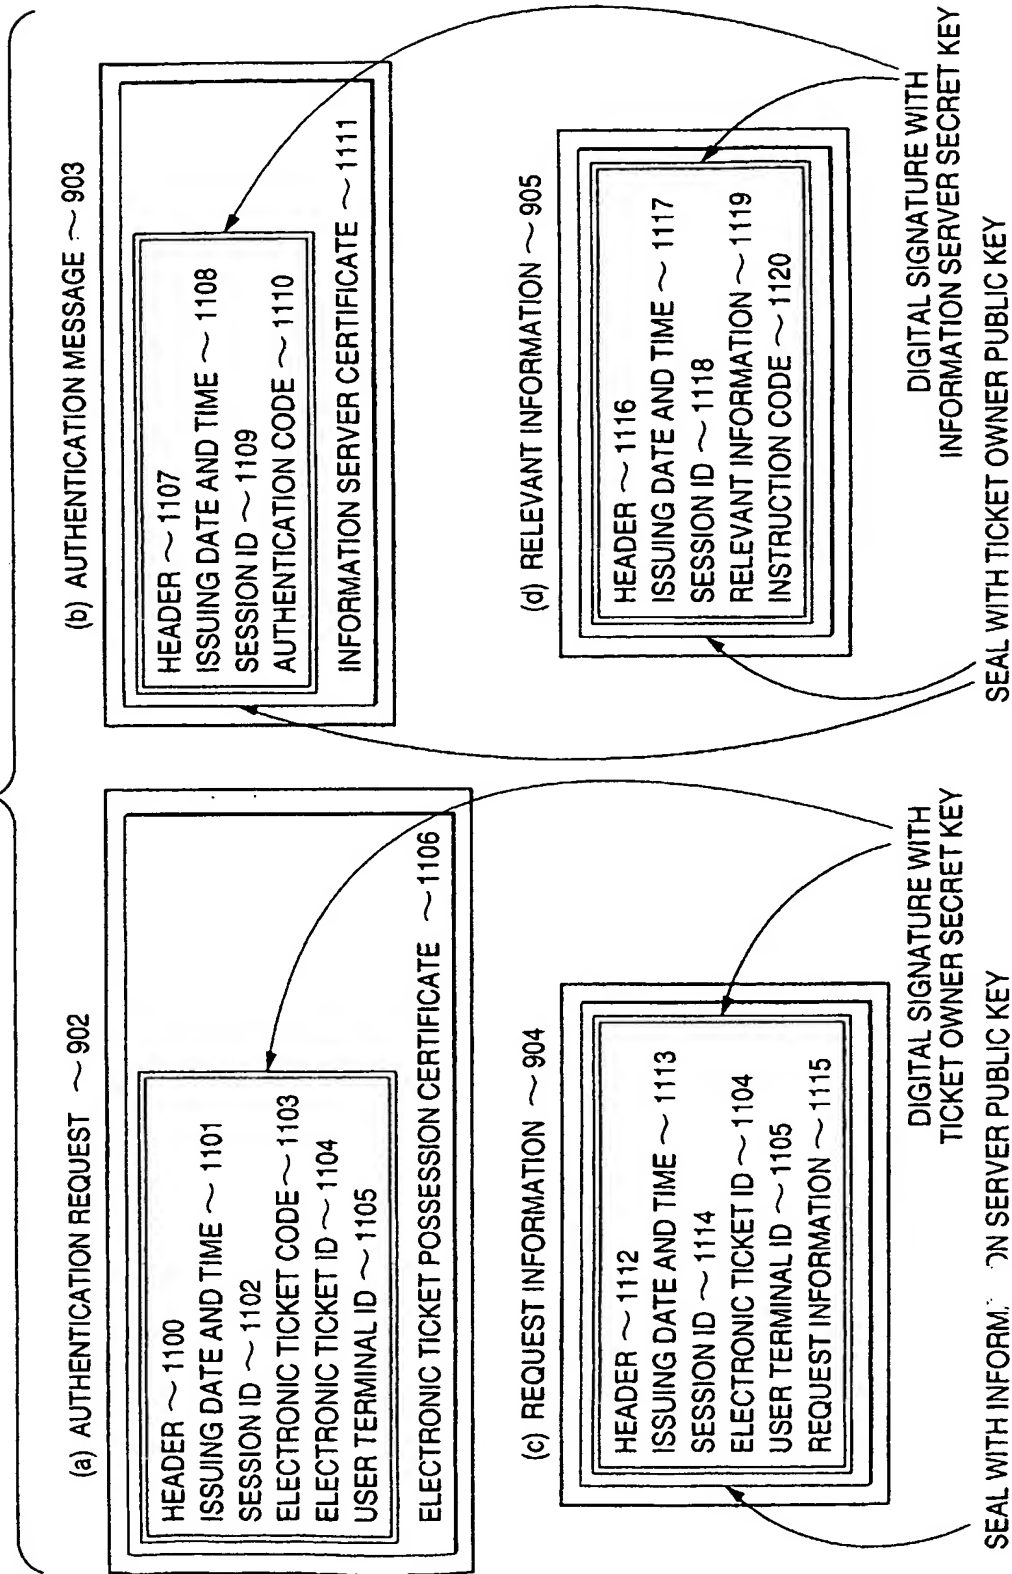 (a) AUTHENTICATION REQUEST ~ 902
HEADER ~ 1100
ISSUING DATE AND TIME ~ 1101
SESSION ID ~ 1102
ELECTRONIC TICKET CODE ~ 1103
ELECTRONIC TICKET ID ~ 1104
USER TERMINAL ID ~ 1105
ELECTRONIC TICKET POSSESSION CERTIFICATE ~ 1106
(b) AUTHENTICATION MESSAGE ~ 903
HEADER ~ 1107
ISSUING DATE AND TIME ~ 1108
SESSION ID ~ 1109
AUTHENTICATION CODE ~ 1110
INFORMATION SERVER CERTIFICATE ~ 1111
(c) REQUEST INFORMATION ~ 904
HEADER ~ 1112
ISSUING DATE AND TIME ~ 1113
SESSION ID ~ 1114
ELECTRONIC TICKET ID ~ 1104
USER TERMINAL ID ~ 1105
REQUEST INFORMATION ~ 1115
(d) RELEVANT INFORMATION ~ 905
HEADER ~ 1116
ISSUING DATE AND TIME ~ 1117
SESSION ID ~ 1118
RELEVANT INFORMATION ~ 1119
INSTRUCTION CODE ~ 1120
DIGITAL SIGNATURE WITH
TICKET OWNER SECRET KEY
SEAL WITH INFORM ON SERVER PUBLIC KEY
DIGITAL SIGNATURE WITH
INFORMATION SERVER SECRET KEY
SEAL WITH TICKET OWNER PUBLIC KEY